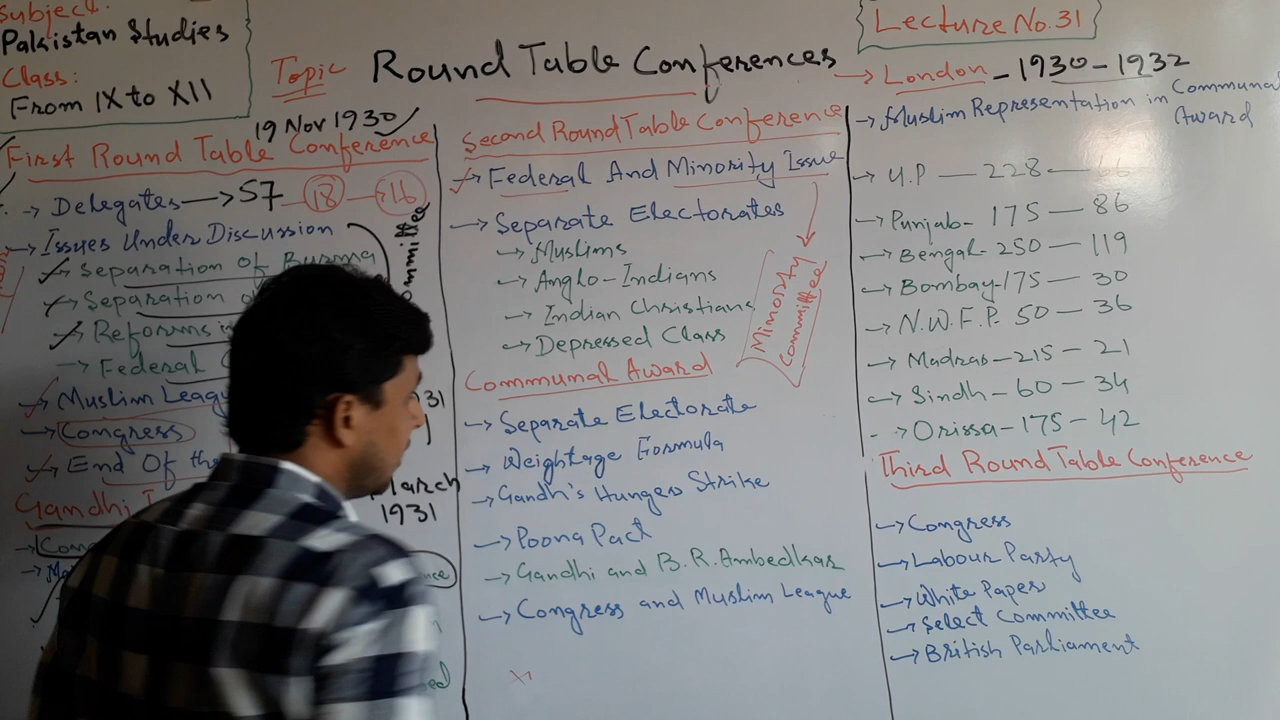 Subject:
Pakistan Studies
Class:
From IX to XII
Topic Round Table Conferences
Lecture No.31
→ London - 1930 - 1932
19 Nov 1930
First Round Table Conference
→ Delegates → 57 18 - 16
→ Issues Under Discussion
→ Separation of Burma
→ Separation
→ Reforms in
→ Federal
→ Muslim League
→ Congress
→ End Of the
Gandhi
March
1931
Second Round Table Conference
→ Federal And Minority Issue
→ Separate Electorates
→ Muslims
→ Anglo-Indians
→ Indian Christians
→ Depressed Class
Minority
Committee
Communal Award
→ Separate Electorate
→ Weightage Formula
→ Gandhi's Hunger Strike
→ Poona Pact
→ Gandhi and B.R. Ambedkar
→ Congress and Muslim League
→ Muslim Representation in Communal
Award
→ U.P — 228 — 66
→ Punjab - 175 — 86
→ Bengal - 250 — 119
→ Bombay - 175 — 30
→ N.W.F.P. 50 — 36
→ Madras — 215 — 21
→ Sindh — 60 — 34
→ Orissa — 175 — 42
Third Round Table Conference
→ Congress
→ Labour Party
→ White Paper
→ Select Committee
→ British Parliament